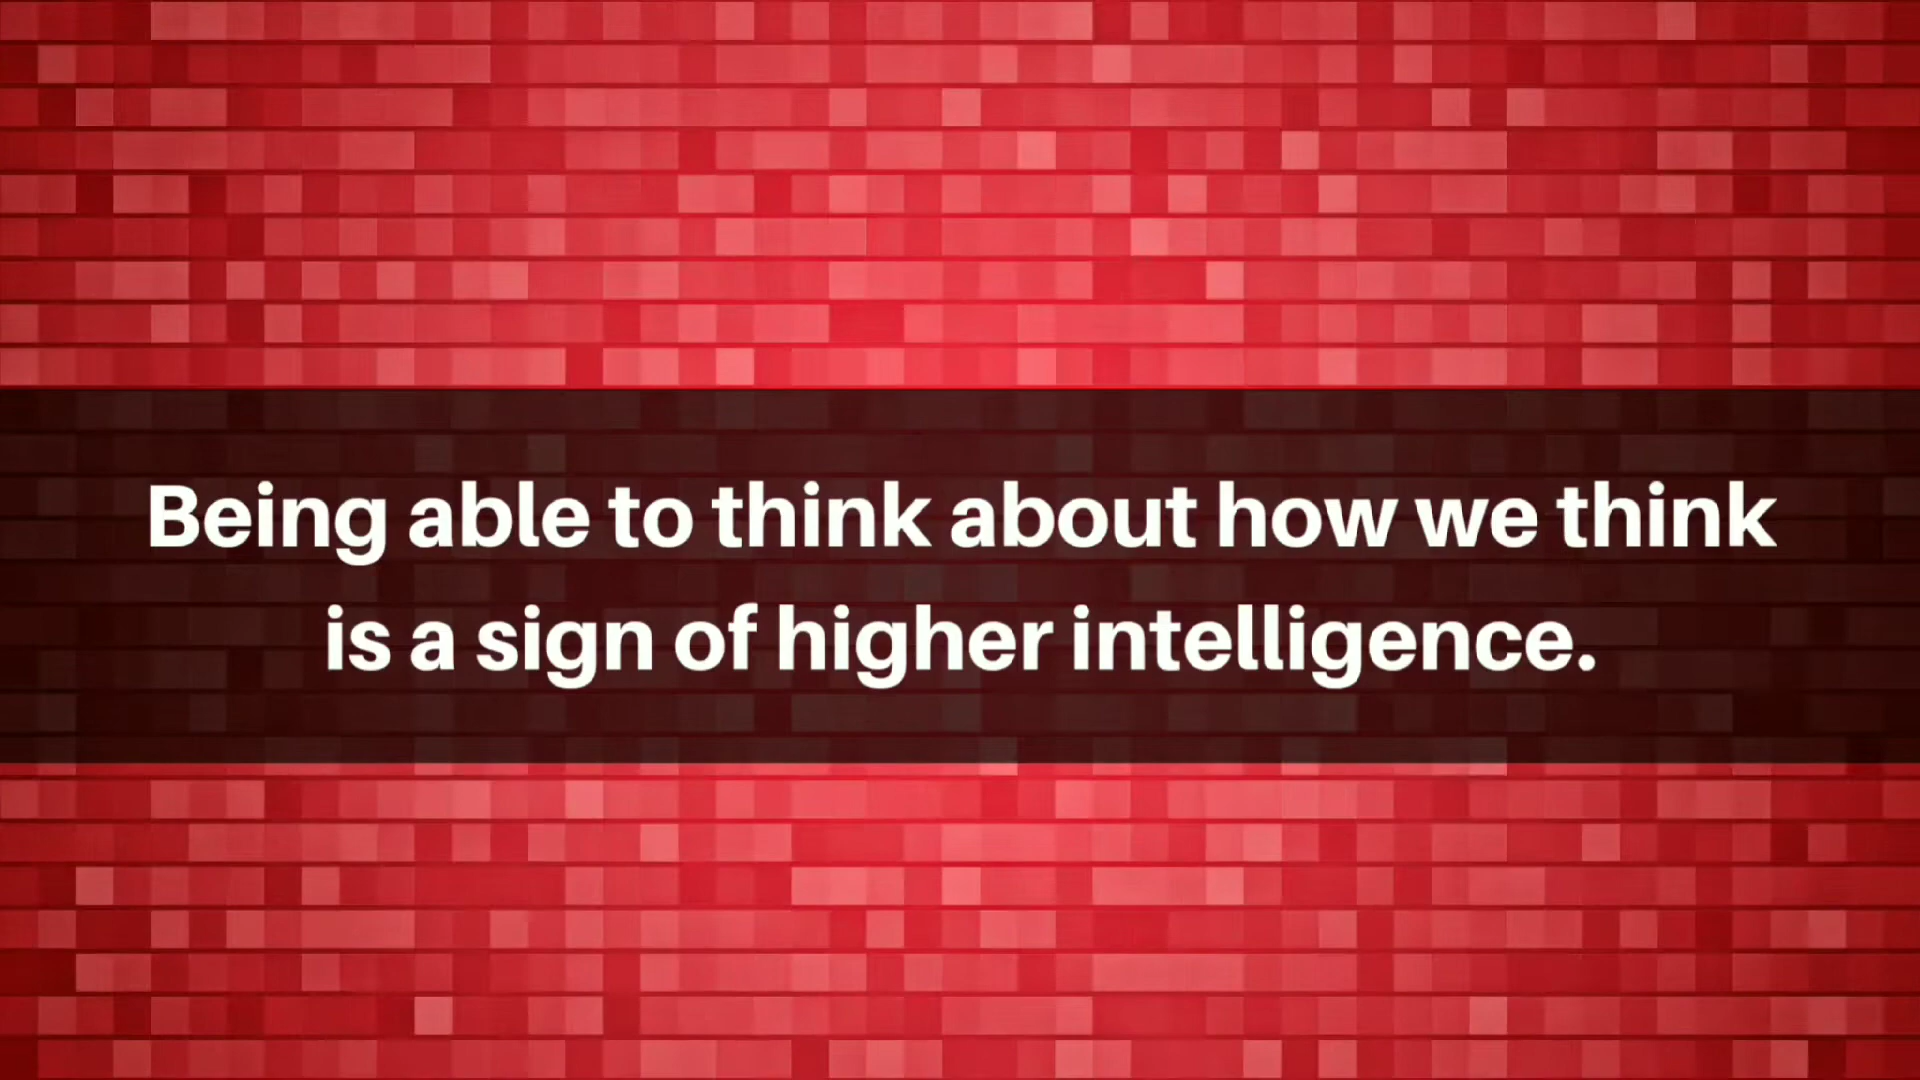 Being able to think about how we think
is a sign of higher intelligence.